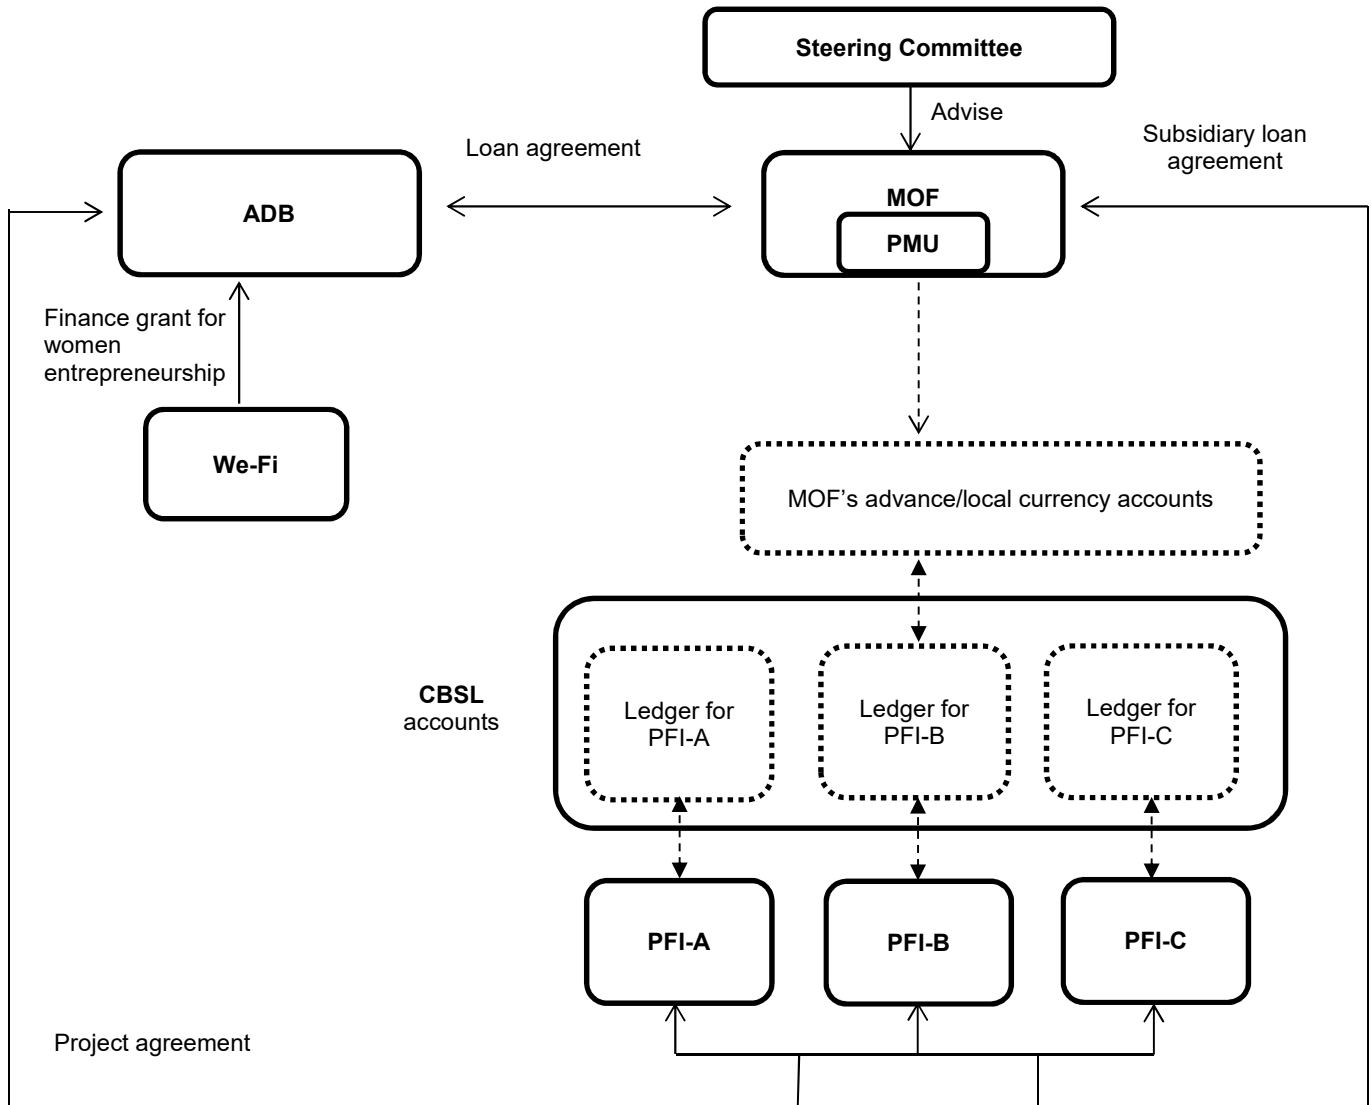 Steering Committee
Advise
Loan agreement
Subsidiary loan
agreement
ADB
MOF
PMU
Finance grant for
women
entrepreneurship
We-Fi
MOF’s advance/local currency accounts
CBSL
accounts
Ledger for
PFI-A
Ledger for
PFI-B
Ledger for
PFI-C
PFI-A
PFI-B
PFI-C
Project agreement